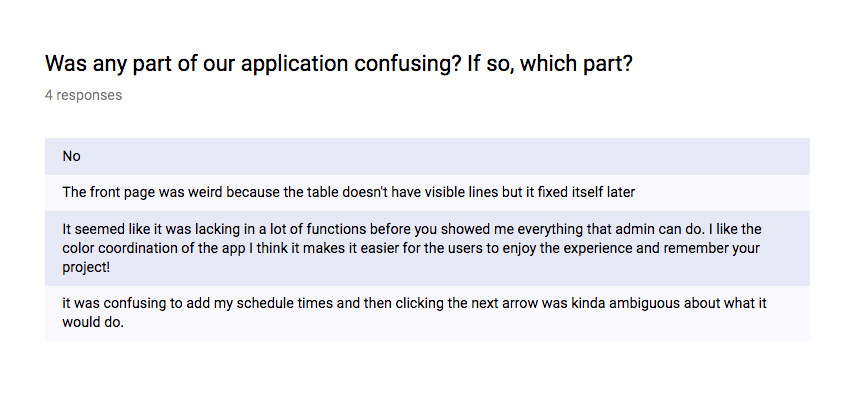 Was any part of our application confusing? If so, which part?
4 responses
No
The front page was weird because the table doesn't have visible lines but it fixed itself later
It seemed like it was lacking in a lot of functions before you showed me everything that admin can do. I like the
color coordination of the app I think it makes it easier for the users to enjoy the experience and remember your
project!
it was confusing to add my schedule times and then clicking the next arrow was kinda ambiguous about what it
would do.